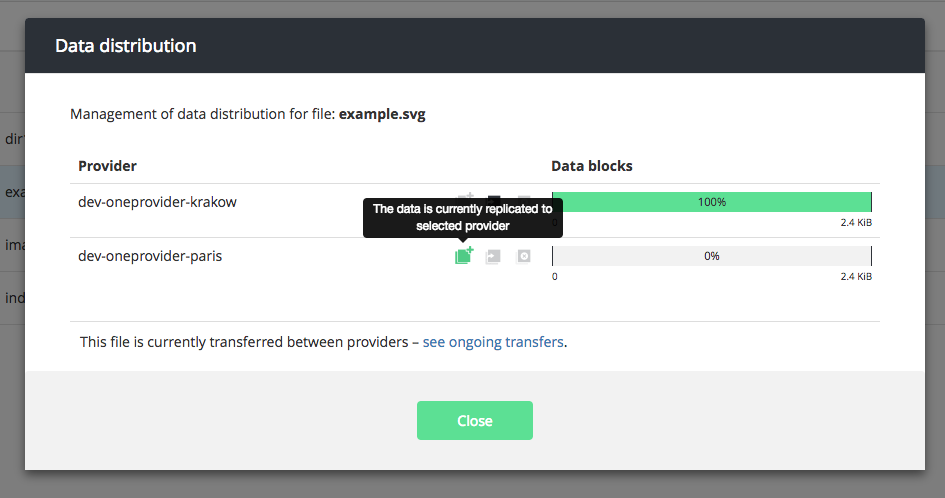 Data distribution
Management of data distribution for file: example.svg
Provider Data blocks
dev-oneprovider-krakow 100%
The data is currently replicated to
selected provider
0 2.4 KiB
dev-oneprovider-paris 0%
0 2.4 KiB
This file is currently transferred between providers – see ongoing transfers.
Close
dir
exa
ima
ind